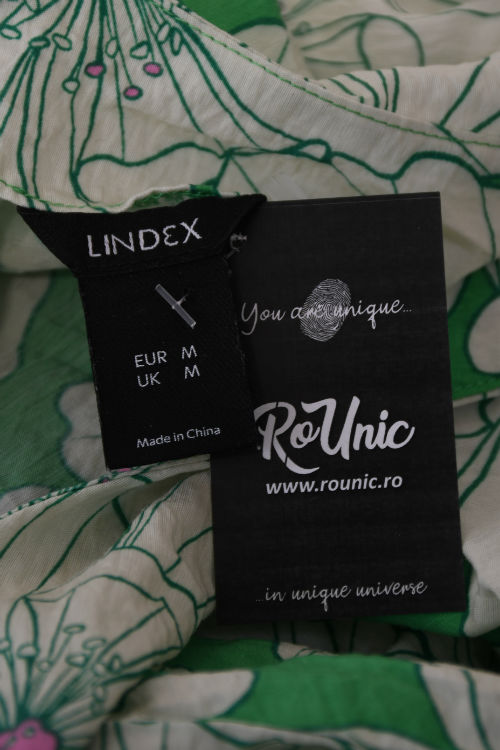 LINDEX
EUR M
UK M
Made in China
You are unique...
RoUnic
www.rounic.ro
...in unique universe